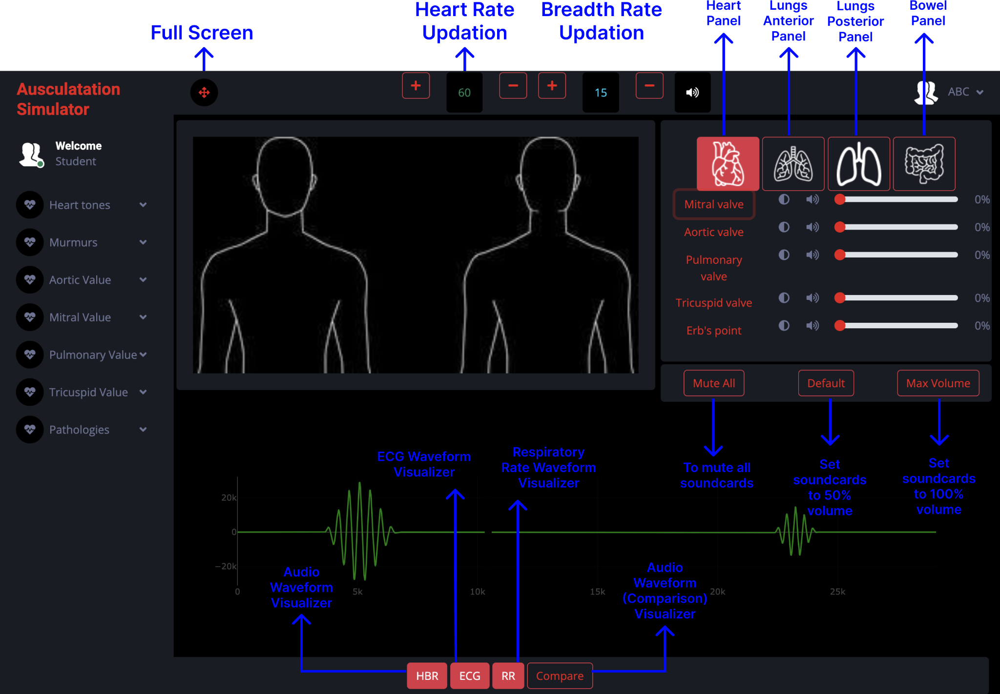 Full Screen
Heart Rate
Updation
Breadth Rate
Updation
Heart
Panel
Lungs
Anterior
Panel
Lungs
Posterior
Panel
Bowel
Panel
Ausculatation
Simulator
60
15
ABC
Welcome
Student
Heart tones
Murmurs
Aortic Value
Mitral Value
Pulmonary Value
Tricuspid Value
Pathologies
Mitral valve
0%
Aortic valve
0%
Pulmonary
valve
0%
Tricuspid valve
0%
Erb's point
0%
Mute All
Default
Max Volume
To mute all
soundcards
Set
soundcards
to 50%
volume
Set
soundcards
to 100%
volume
ECG Waveform
Visualizer
Respiratory
Rate Waveform
Visualizer
20k
0
−20k
0
5k
10k
15k
20k
25k
Audio
Waveform
Visualizer
Audio
Waveform
(Comparison)
Visualizer
HBR
ECG
RR
Compare